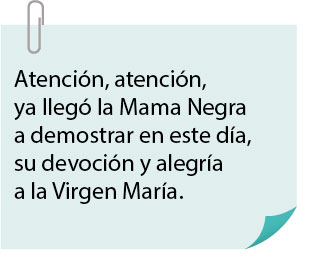 Atención, atención,
ya llegó la Mama Negra
a demostrar en este día,
su devoción y alegría
a la Virgen María.